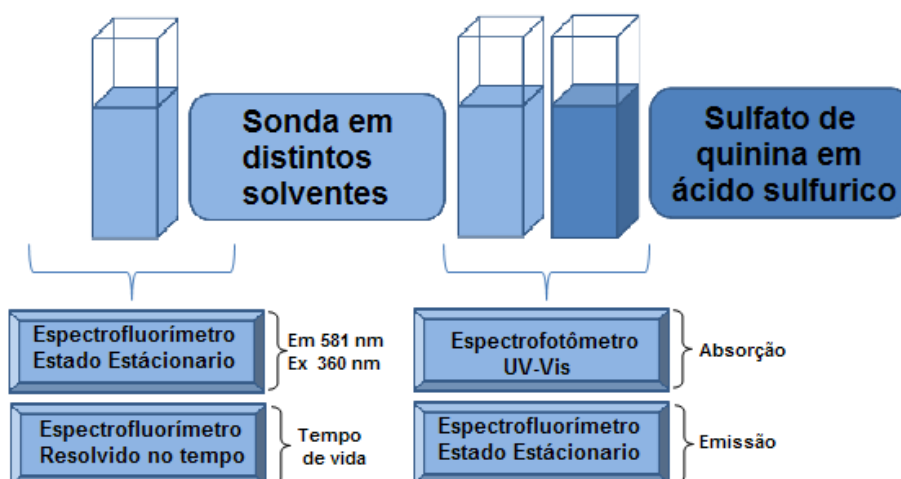 Sonda em
distintos
solventes
Sulfato de
quinina em
ácido sulfurico
Espectrofluorímetro
Estado Estácionario
Em 581 nm
Ex 360 nm
Espectrofluorímetro
Resolvido no tempo
Tempo
de vida
Espectrofotômetro
UV-Vis
Absorção
Espectrofluorímetro
Estado Estácionario
Emissão